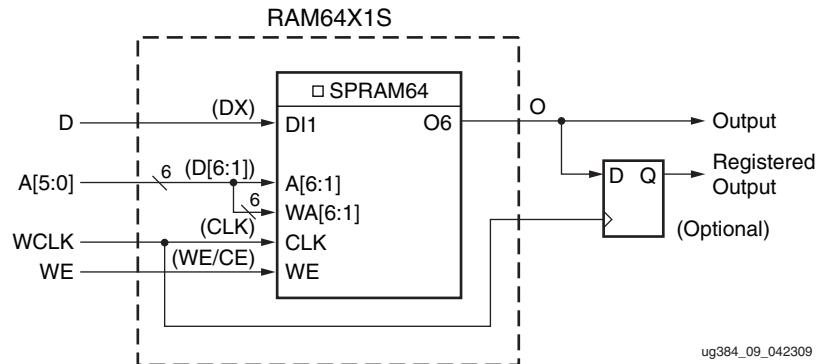 RAM64X1S
□ SPRAM64
D
(DX)
DI1
O6
O
Output
A[5:0]
6
(D[6:1])
A[6:1]
6
WA[6:1]
D Q
Registered
Output
WCLK
(CLK)
CLK
(Optional)
WE
(WE/CE)
WE
ug384_09_042309